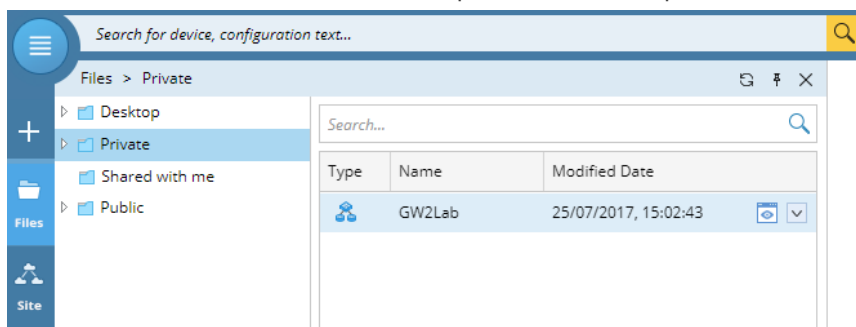 Search for device, configuration text...
Files > Private
Desktop
Private
Shared with me
Public
Files
Site
Search...
Type Name Modified Date
GW2Lab 25/07/2017, 15:02:43